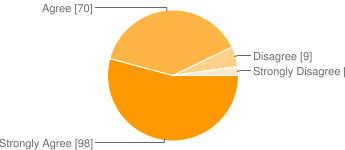 Agree [70]
Disagree [9]
Strongly Disagree [
Strongly Agree [98]